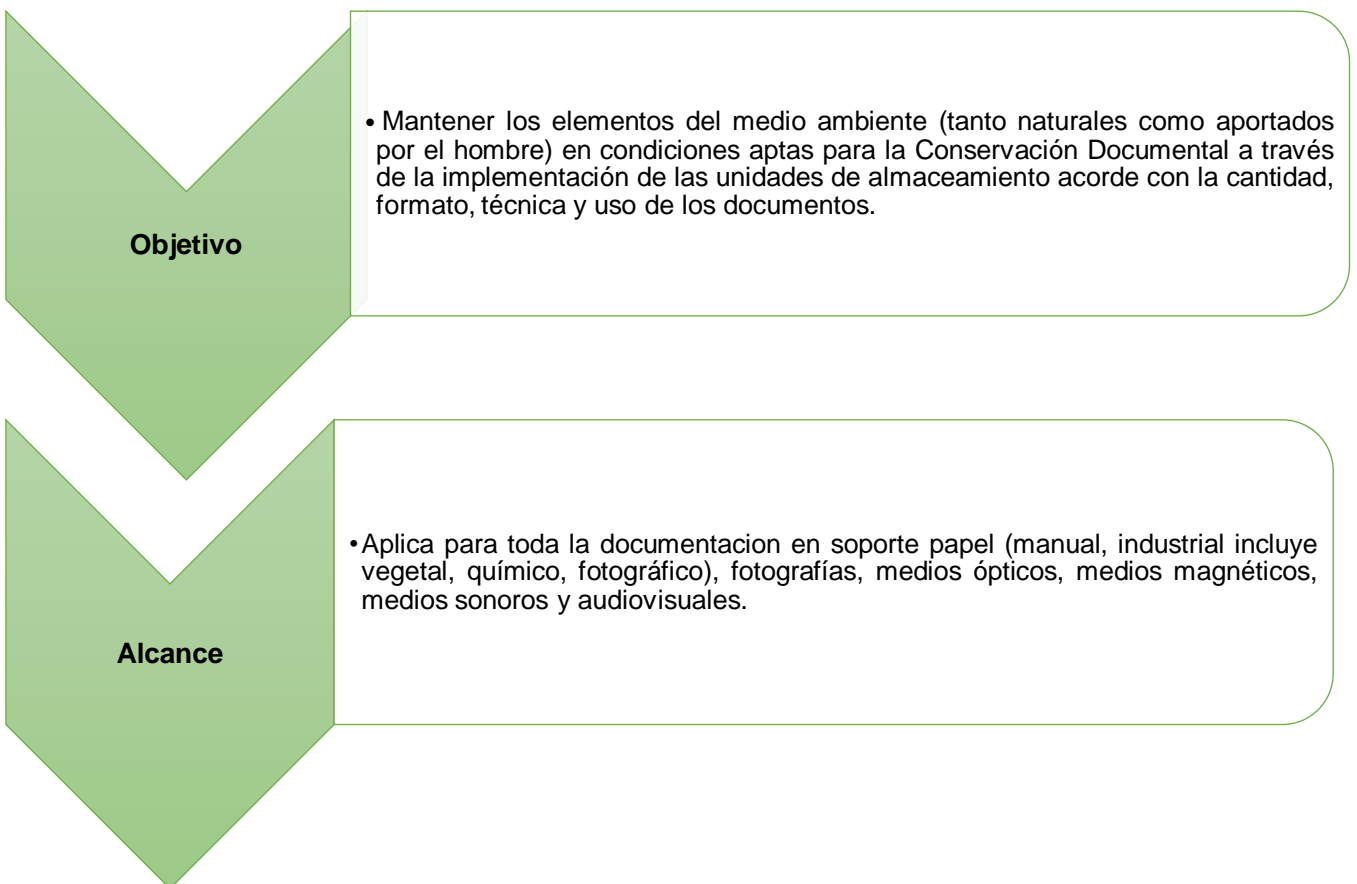 Objetivo
• Mantener los elementos del medio ambiente (tanto naturales como aportados
por el hombre) en condiciones aptas para la Conservación Documental a través
de la implementación de las unidades de almaceamiento acorde con la cantidad,
formato, técnica y uso de los documentos.
Alcance
•Aplica para toda la documentacion en soporte papel (manual, industrial incluye
vegetal, químico, fotográfico), fotografías, medios ópticos, medios magnéticos,
medios sonoros y audiovisuales.